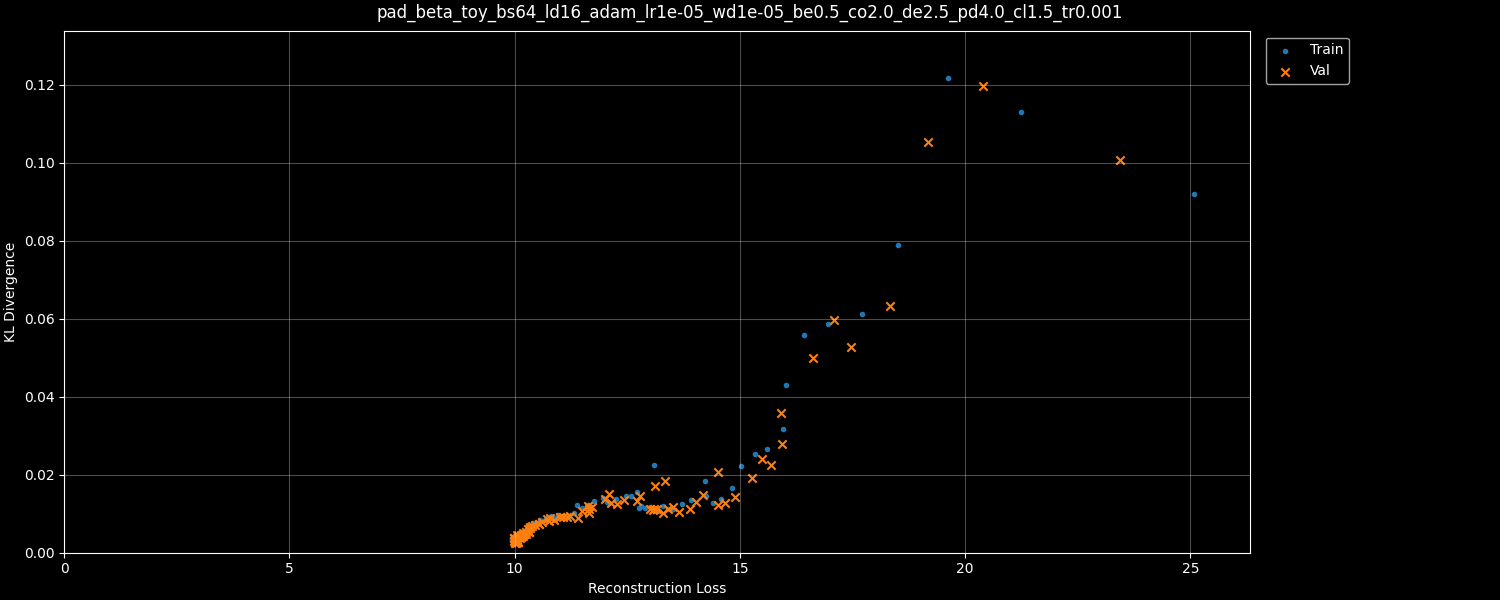 pad_beta_toy_bs64_ld16_adam_lr1e-05_wd1e-05_be0.5_co2.0_de2.5_pd4.0_cl1.5_tr0.001
Train
Val
KL Divergence
0.12
0.10
0.08
0.06
0.04
0.02
0.00
0 5 10 15 20 25
Reconstruction Loss